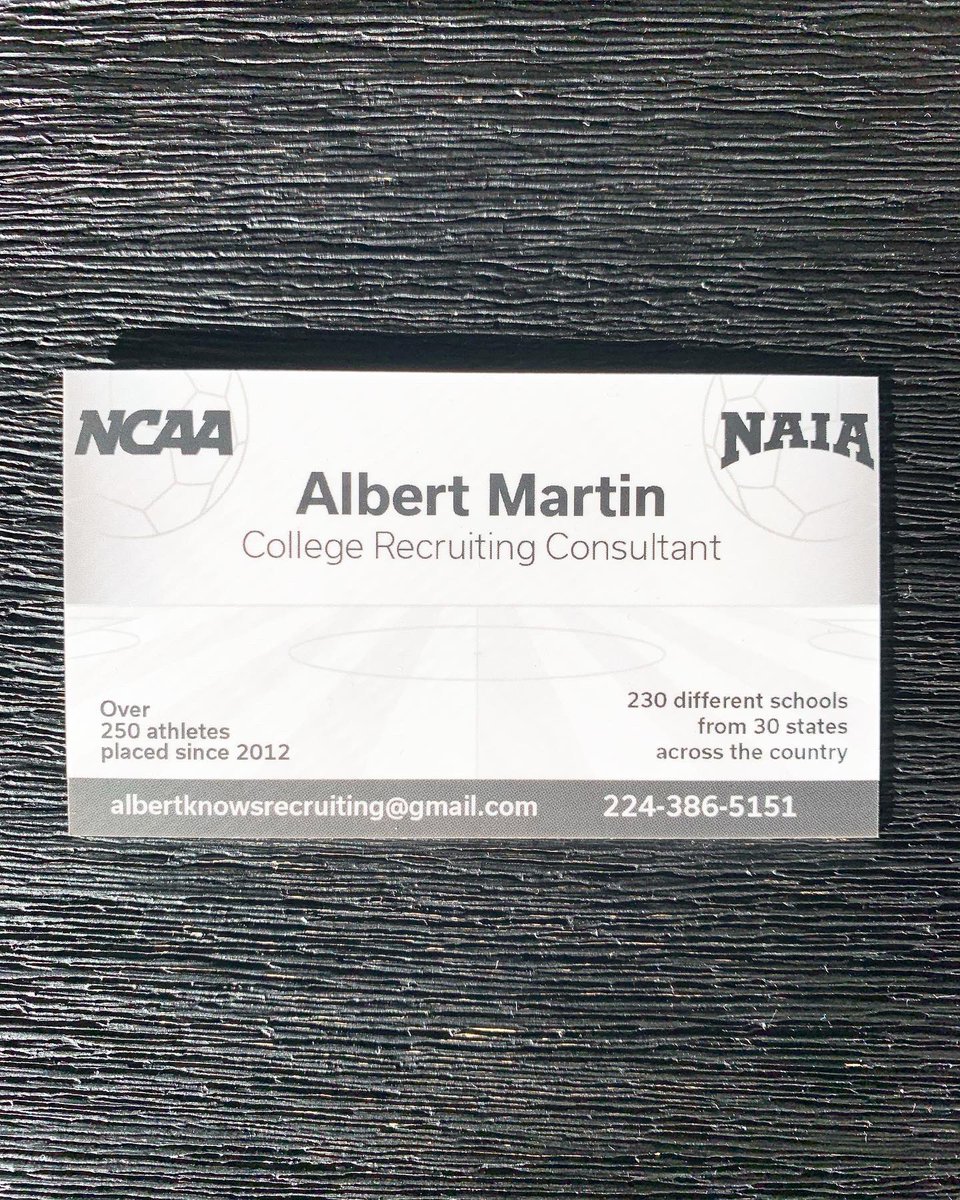 NCAA
NAIA
Albert Martin
College Recruiting Consultant
Over
250 athletes
placed since 2012
230 different schools
from 30 states
across the country
albertknowsrecruiting@gmail.com
224-386-5151